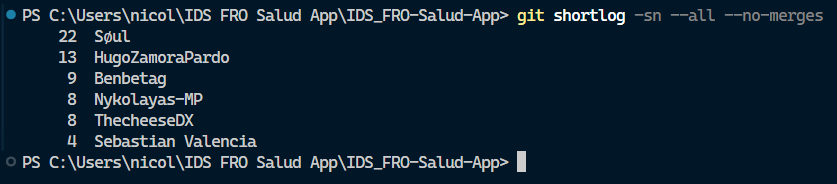 PS C:\Users\nicol\IDS FRO Salud App\IDS_FRO-Salud-App> git shortlog -sn --all --no-merges
22 Søul
13 HugoZamoraPardo
9 Benbetag
8 Nykolayas-MP
8 ThecheeseDX
4 Sebastian Valencia
PS C:\Users\nicol\IDS FRO Salud App\IDS_FRO-Salud-App>